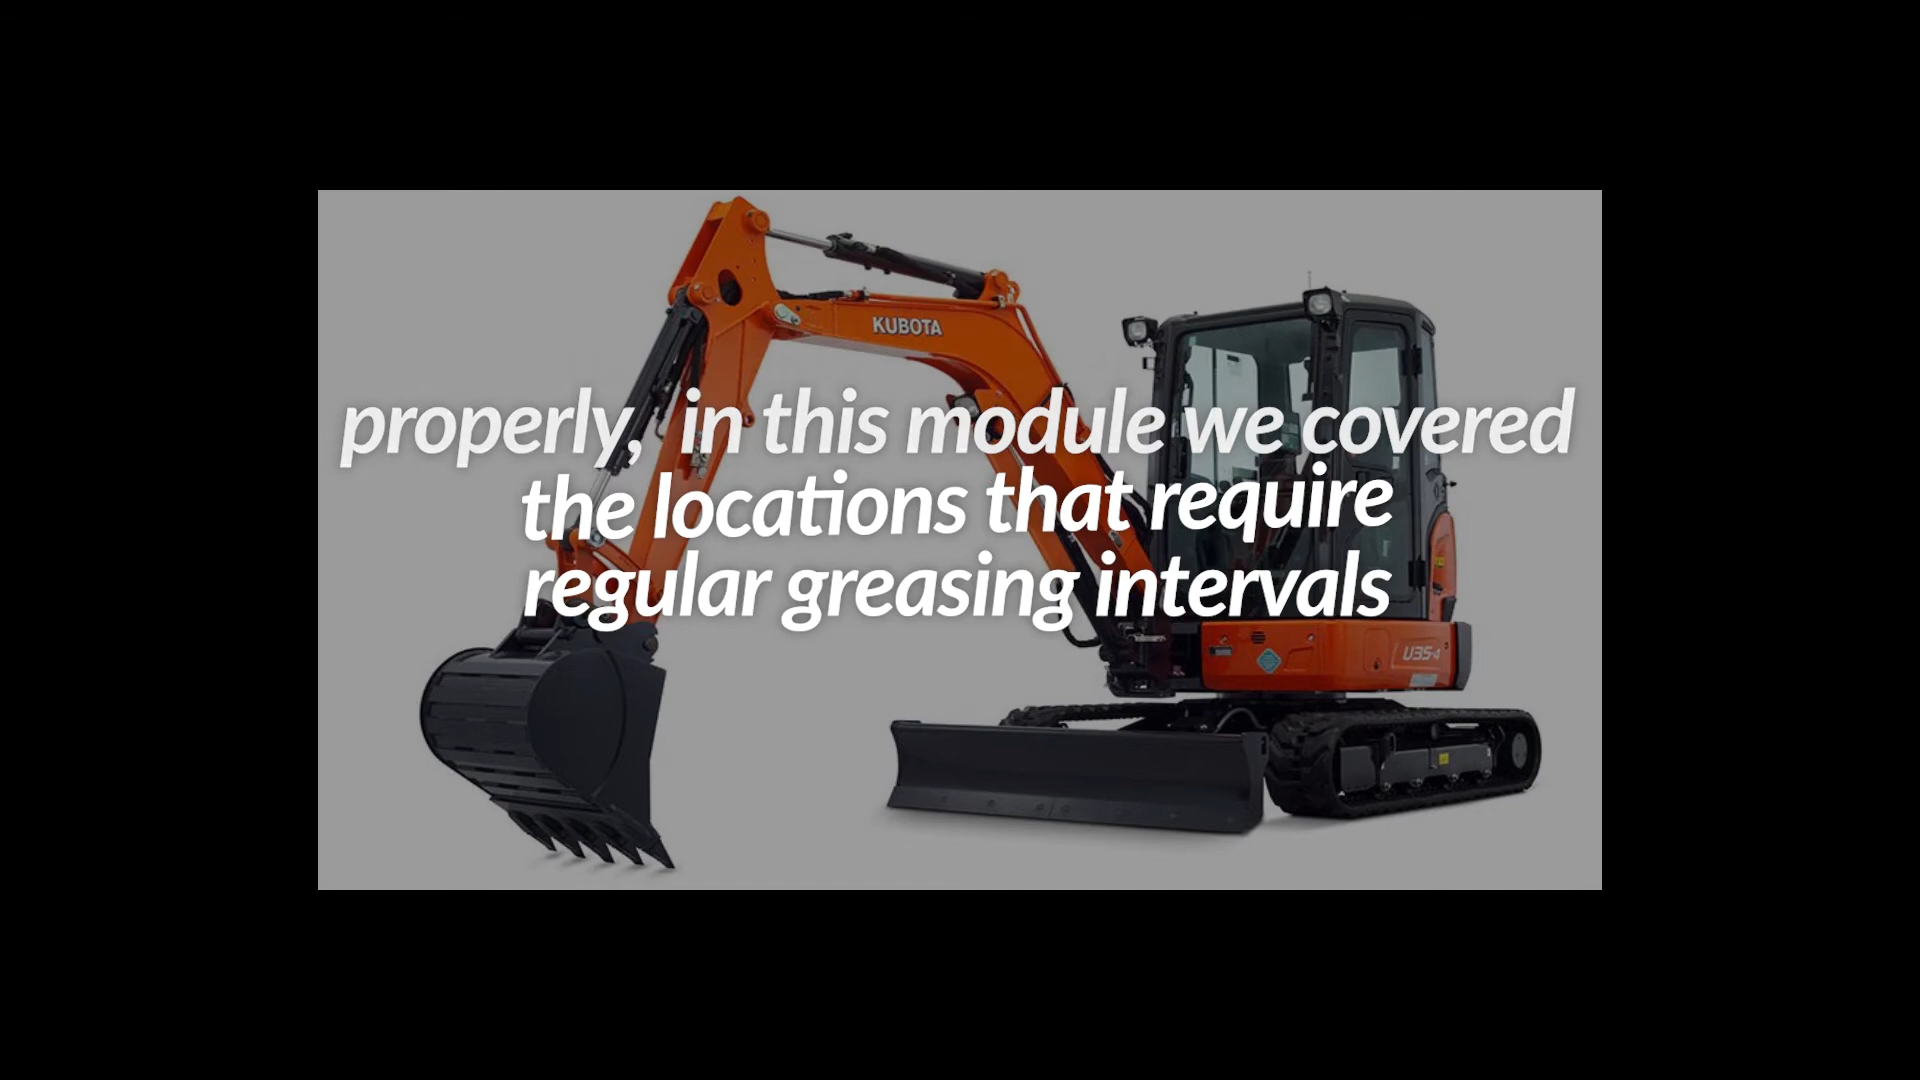 KUBOTA
properly,  in this module we covered
the locations that require
regular greasing intervals
U35-4